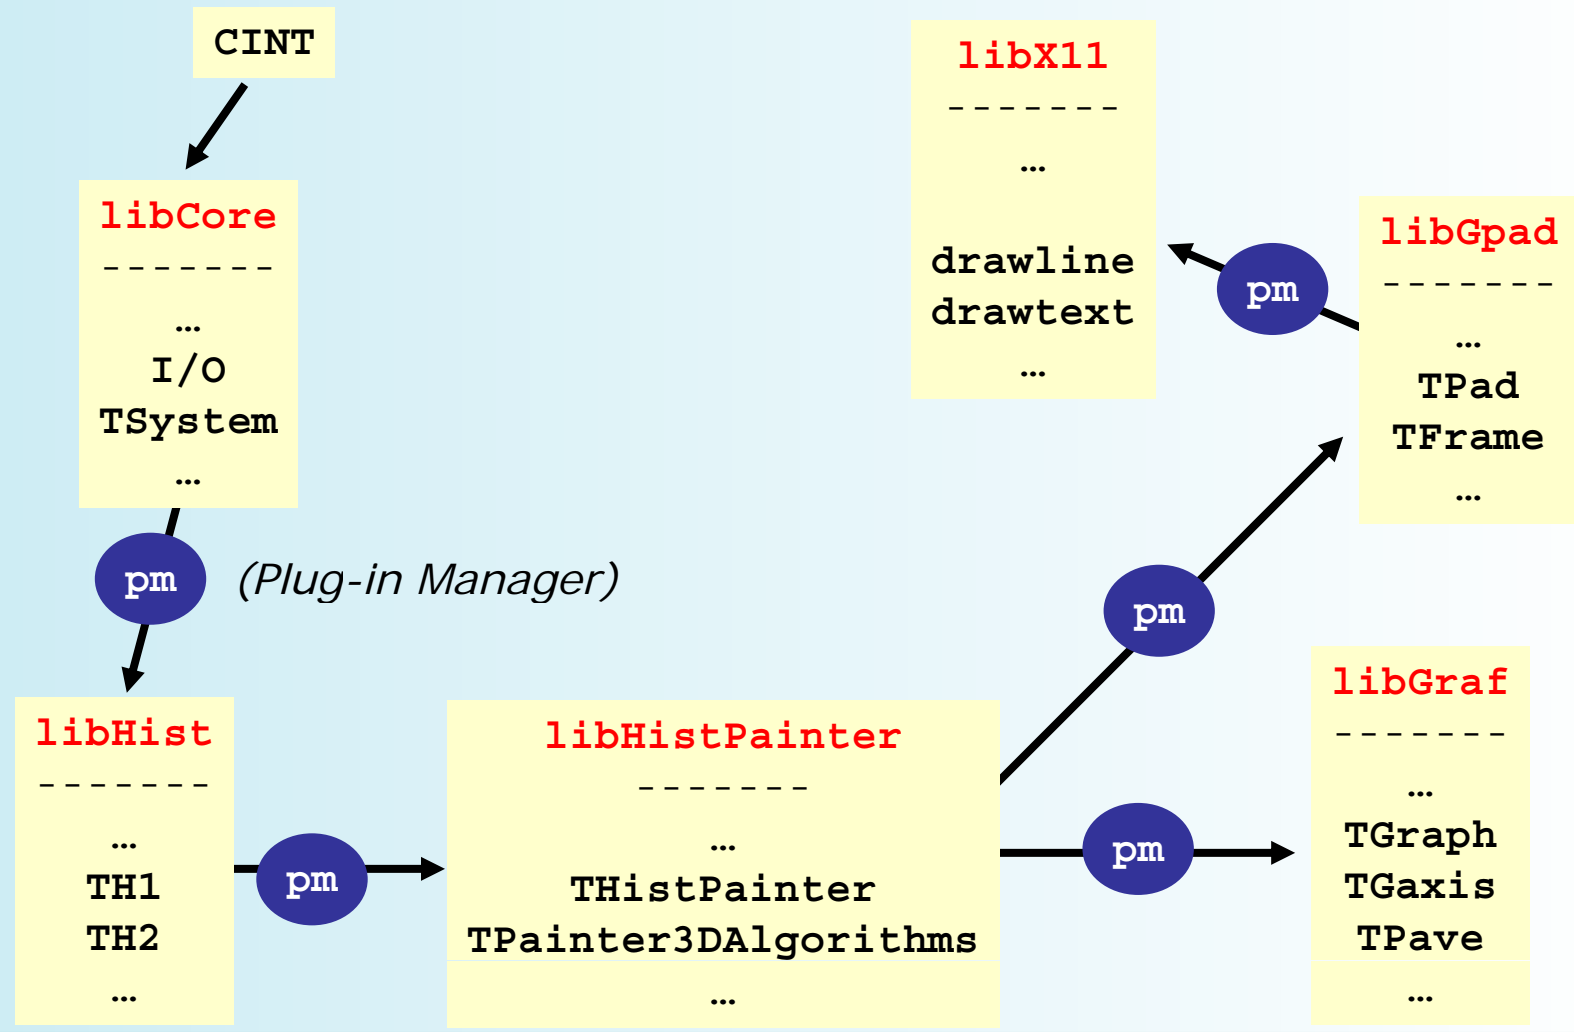 CINT
libCore
-------
…
I/O
TSystem
…
pm
(Plug-in Manager)
libHist
-------
…
TH1
TH2
…
pm
libHistPainter
-------
…
THistPainter
TPainter3DAlgorithms
…
pm
pm
libGraf
-------
…
TGraph
TGaxis
TPave
…
libGpad
-------
…
TPad
TFrame
…
pm
libX11
-------
…
drawline
drawtext
…